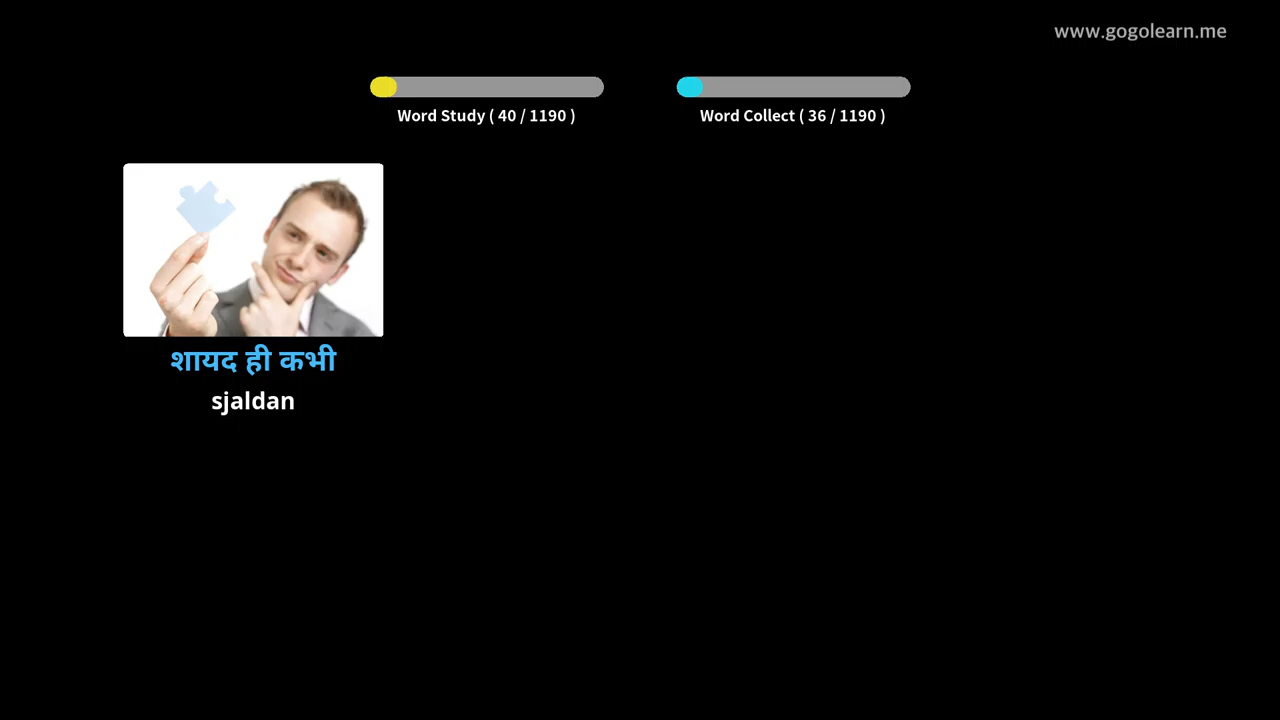 www.gogolearn.me
Word Study ( 40 / 1190 )
Word Collect ( 36 / 1190 )
शायद ही कभी
sjaldan